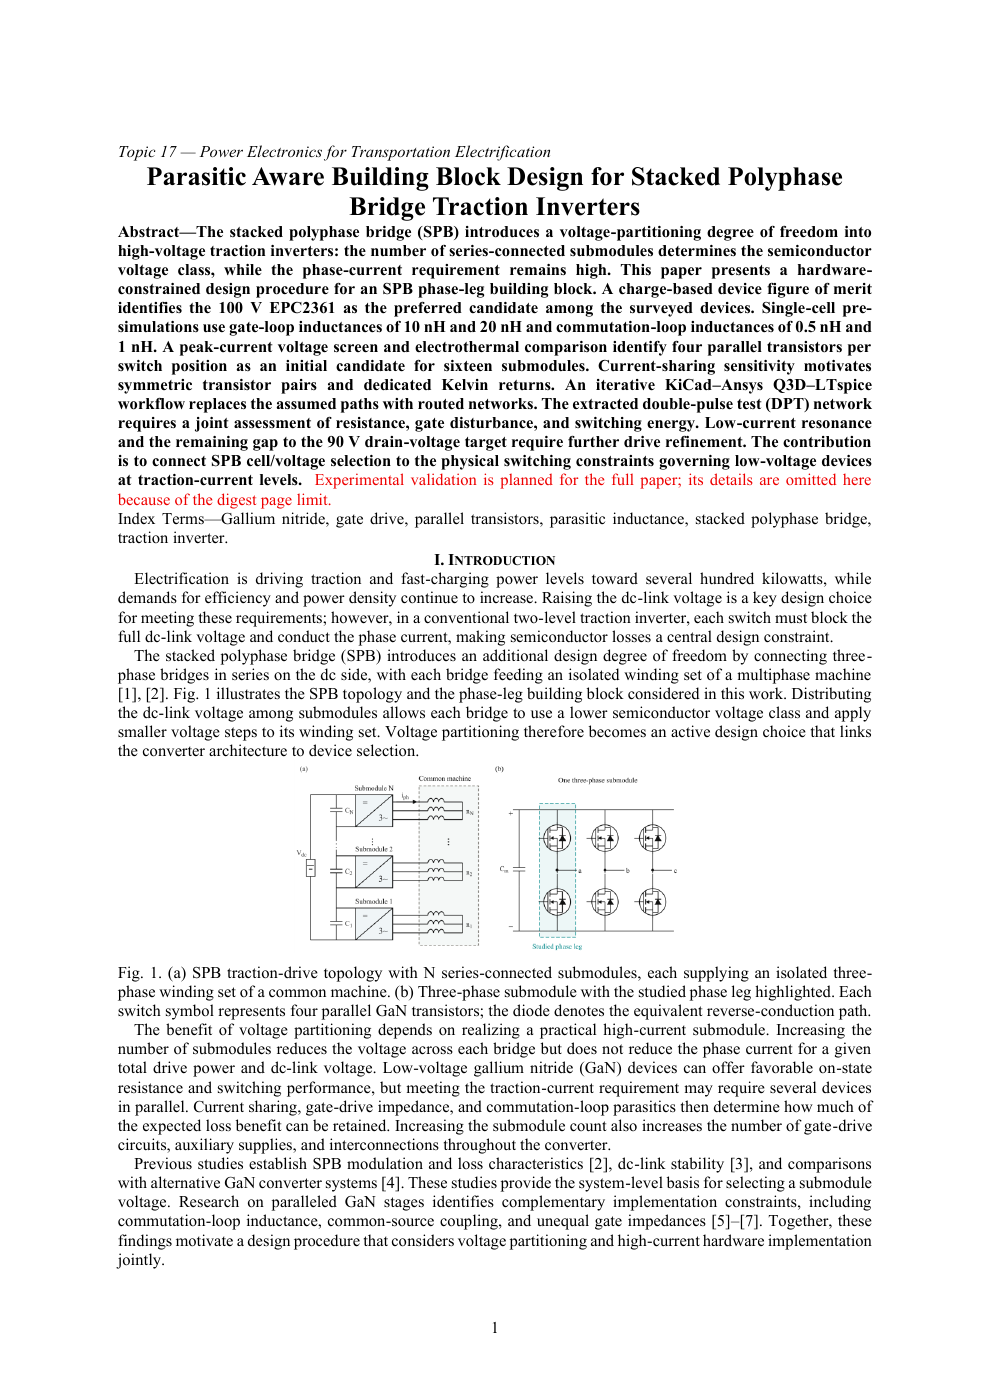 Topic 17 — Power Electronics for Transportation Electrification
Parasitic Aware Building Block Design for Stacked Polyphase
Bridge Traction Inverters
Abstract—The stacked polyphase bridge (SPB) introduces a voltage-partitioning degree of freedom into
high-voltage traction inverters: the number of series-connected submodules determines the semiconductor
voltage class, while the phase-current requirement remains high. This paper presents a hardware-
constrained design procedure for an SPB phase-leg building block. A charge-based device figure of merit
identifies the 100 V EPC2361 as the preferred candidate among the surveyed devices. Single-cell pre-
simulations use gate-loop inductances of 10 nH and 20 nH and commutation-loop inductances of 0.5 nH and
1 nH. A peak-current voltage screen and electrothermal comparison identify four parallel transistors per
switch position as an initial candidate for sixteen submodules. Current-sharing sensitivity motivates
symmetric transistor pairs and dedicated Kelvin returns. An iterative KiCad–Ansys Q3D–LTspice
workflow replaces the assumed paths with routed networks. The extracted double-pulse test (DPT) network
requires a joint assessment of resistance, gate disturbance, and switching energy. Low-current resonance
and the remaining gap to the 90 V drain-voltage target require further drive refinement. The contribution
is to connect SPB cell/voltage selection to the physical switching constraints governing low-voltage devices
at traction-current levels. Experimental validation is planned for the full paper; its details are omitted here
because of the digest page limit.
Index Terms—Gallium nitride, gate drive, parallel transistors, parasitic inductance, stacked polyphase bridge,
traction inverter.
I. INTRODUCTION
Electrification is driving traction and fast-charging power levels toward several hundred kilowatts, while
demands for efficiency and power density continue to increase. Raising the dc-link voltage is a key design choice
for meeting these requirements; however, in a conventional two-level traction inverter, each switch must block the
full dc-link voltage and conduct the phase current, making semiconductor losses a central design constraint.
The stacked polyphase bridge (SPB) introduces an additional design degree of freedom by connecting three-
phase bridges in series on the dc side, with each bridge feeding an isolated winding set of a multiphase machine
[1], [2]. Fig. 1 illustrates the SPB topology and the phase-leg building block considered in this work. Distributing
the dc-link voltage among submodules allows each bridge to use a lower semiconductor voltage class and apply
smaller voltage steps to its winding set. Voltage partitioning therefore becomes an active design choice that links
the converter architecture to device selection.
(a)
Common machine
Submodule N
iph
CN
=
3~
nN
Submodule 2
Vdc
C2
=
3~
n2
Submodule 1
C1
=
3~
n1
(b)
One three-phase submodule
+
Cm
a
b
c
−
Studied phase leg
Fig. 1. (a) SPB traction-drive topology with N series-connected submodules, each supplying an isolated three-
phase winding set of a common machine. (b) Three-phase submodule with the studied phase leg highlighted. Each
switch symbol represents four parallel GaN transistors; the diode denotes the equivalent reverse-conduction path.
The benefit of voltage partitioning depends on realizing a practical high-current submodule. Increasing the
number of submodules reduces the voltage across each bridge but does not reduce the phase current for a given
total drive power and dc-link voltage. Low-voltage gallium nitride (GaN) devices can offer favorable on-state
resistance and switching performance, but meeting the traction-current requirement may require several devices
in parallel. Current sharing, gate-drive impedance, and commutation-loop parasitics then determine how much of
the expected loss benefit can be retained. Increasing the submodule count also increases the number of gate-drive
circuits, auxiliary supplies, and interconnections throughout the converter.
Previous studies establish SPB modulation and loss characteristics [2], dc-link stability [3], and comparisons
with alternative GaN converter systems [4]. These studies provide the system-level basis for selecting a submodule
voltage. Research on paralleled GaN stages identifies complementary implementation constraints, including
commutation-loop inductance, common-source coupling, and unequal gate impedances [5]–[7]. Together, these
findings motivate a design procedure that considers voltage partitioning and high-current hardware implementation
jointly.
1